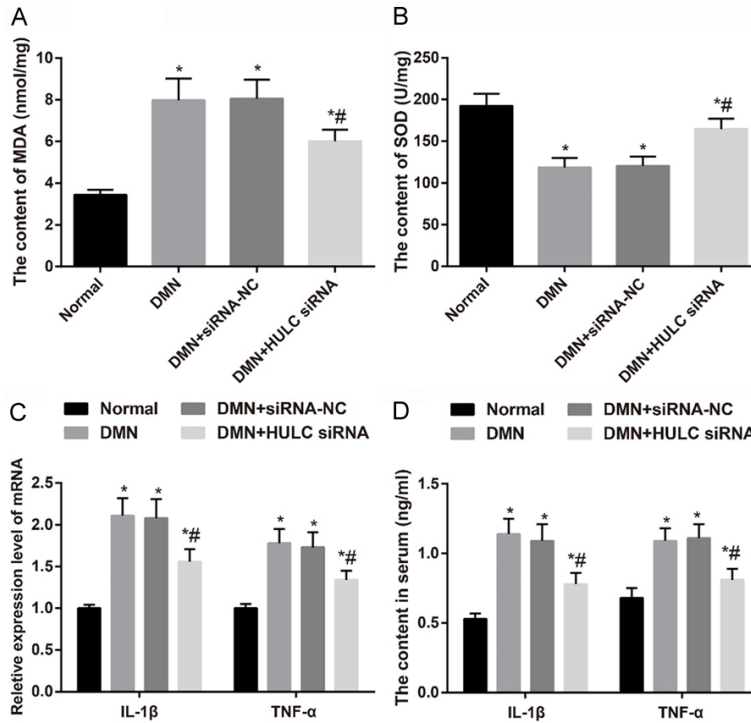 A
The content of MDA (nmol/mg)
10
8
6
4
2
0
*
*
*#
Normal
DMN
DMN+siRNA-NC
DMN+HULC siRNA
B
The content of SOD (U/mg)
250
200
150
100
50
0
*
*
*#
Normal
DMN
DMN+siRNA-NC
DMN+HULC siRNA
C
Normal
DMN+siRNA-NC
DMN
DMN+HULC siRNA
Reletive expression level of mRNA
2.5
2.0
1.5
1.0
0.5
0.0
*
*
*#
*
*
*#
IL-1β
TNF-α
D
Normal
DMN+siRNA-NC
DMN
DMN+HULC siRNA
The content in serum (ng/ml)
1.5
1.0
0.5
0.0
*
*
*#
*
*
*#
IL-1β
TNF-α